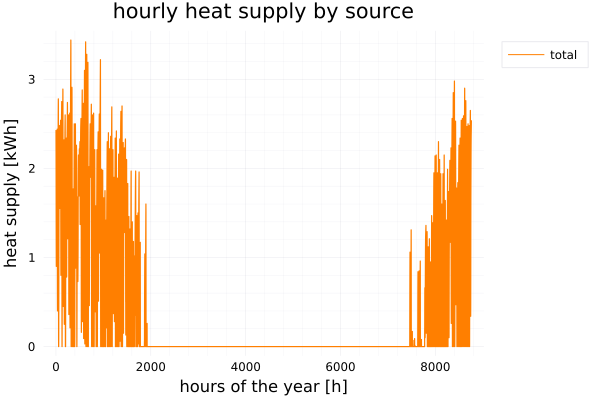 hourly heat supply by source
total
heat supply [kWh]
3
2
1
0
0 2000 4000 6000 8000
hours of the year [h]